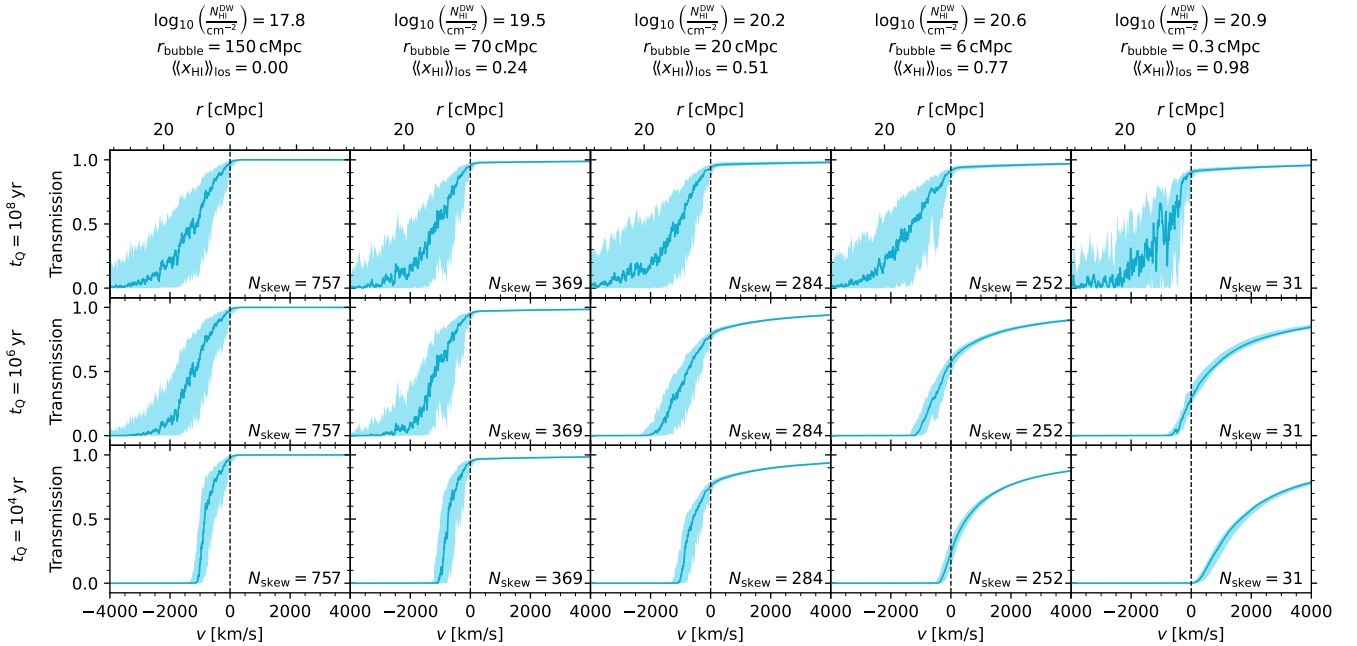 log₁₀ (N_HI^DW / cm⁻²) = 17.8
r_bubble = 150 cMpc
⟨⟨x_HI⟩⟩_los = 0.00
log₁₀ (N_HI^DW / cm⁻²) = 19.5
r_bubble = 70 cMpc
⟨⟨x_HI⟩⟩_los = 0.24
log₁₀ (N_HI^DW / cm⁻²) = 20.2
r_bubble = 20 cMpc
⟨⟨x_HI⟩⟩_los = 0.51
log₁₀ (N_HI^DW / cm⁻²) = 20.6
r_bubble = 6 cMpc
⟨⟨x_HI⟩⟩_los = 0.77
log₁₀ (N_HI^DW / cm⁻²) = 20.9
r_bubble = 0.3 cMpc
⟨⟨x_HI⟩⟩_los = 0.98
r [cMpc] r [cMpc] r [cMpc] r [cMpc] r [cMpc]
20 0 20 0 20 0 20 0 20 0
t_Q = 10⁸ yr
Transmission
1.0
0.5
0.0
N_skew = 757 N_skew = 369 N_skew = 284 N_skew = 252 N_skew = 31
t_Q = 10⁶ yr
Transmission
1.0
0.5
0.0
N_skew = 757 N_skew = 369 N_skew = 284 N_skew = 252 N_skew = 31
t_Q = 10⁴ yr
Transmission
1.0
0.5
0.0
N_skew = 757 N_skew = 369 N_skew = 284 N_skew = 252 N_skew = 31
−4000 −2000 0 2000 4000 −2000 0 2000 4000 −2000 0 2000 4000 −2000 0 2000 4000 −2000 0 2000 4000
v [km/s] v [km/s] v [km/s] v [km/s] v [km/s]